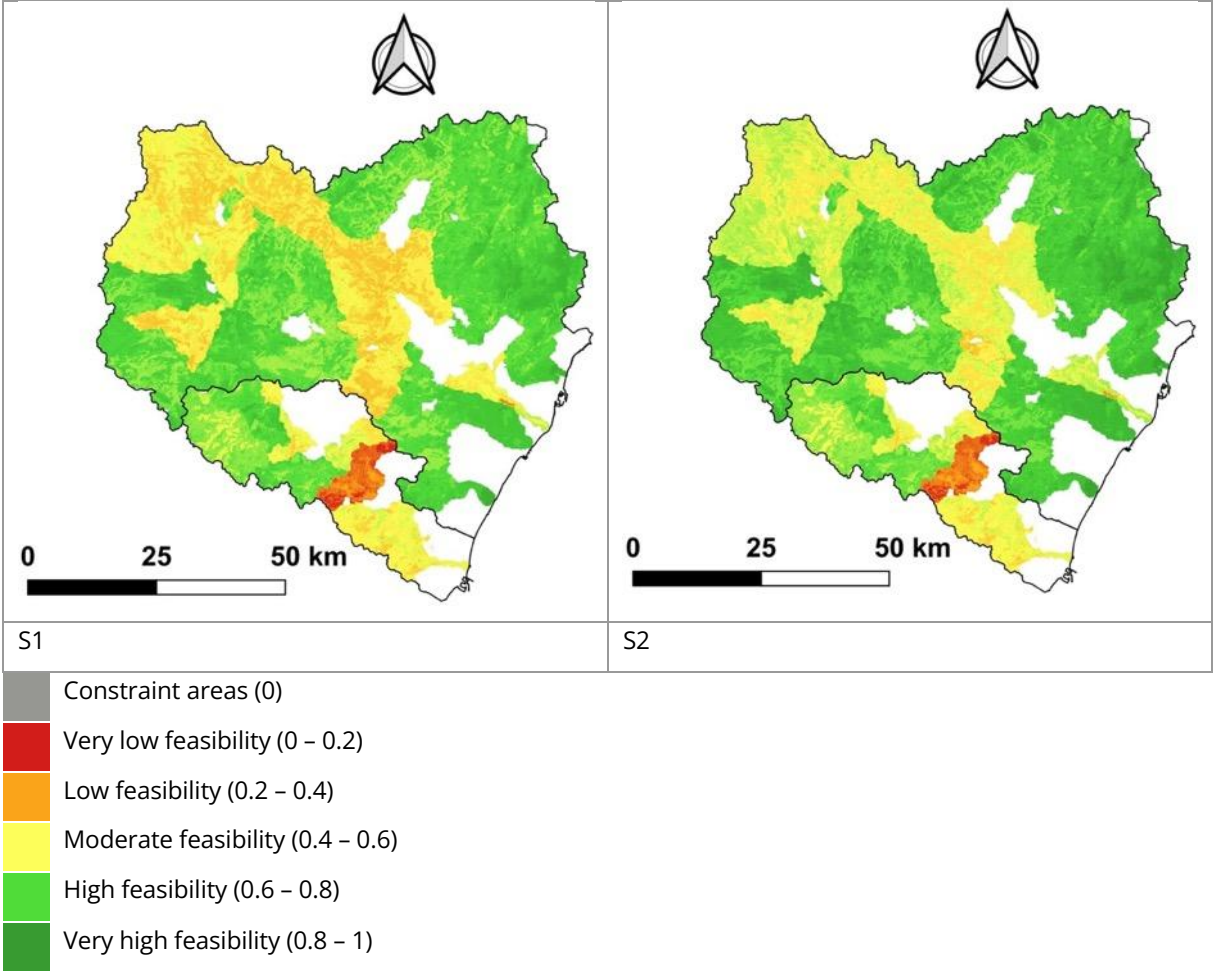 0 25 50 km
0 25 50 km
S1
S2
Constraint areas (0)
Very low feasibility (0 – 0.2)
Low feasibility (0.2 – 0.4)
Moderate feasibility (0.4 – 0.6)
High feasibility (0.6 – 0.8)
Very high feasibility (0.8 – 1)